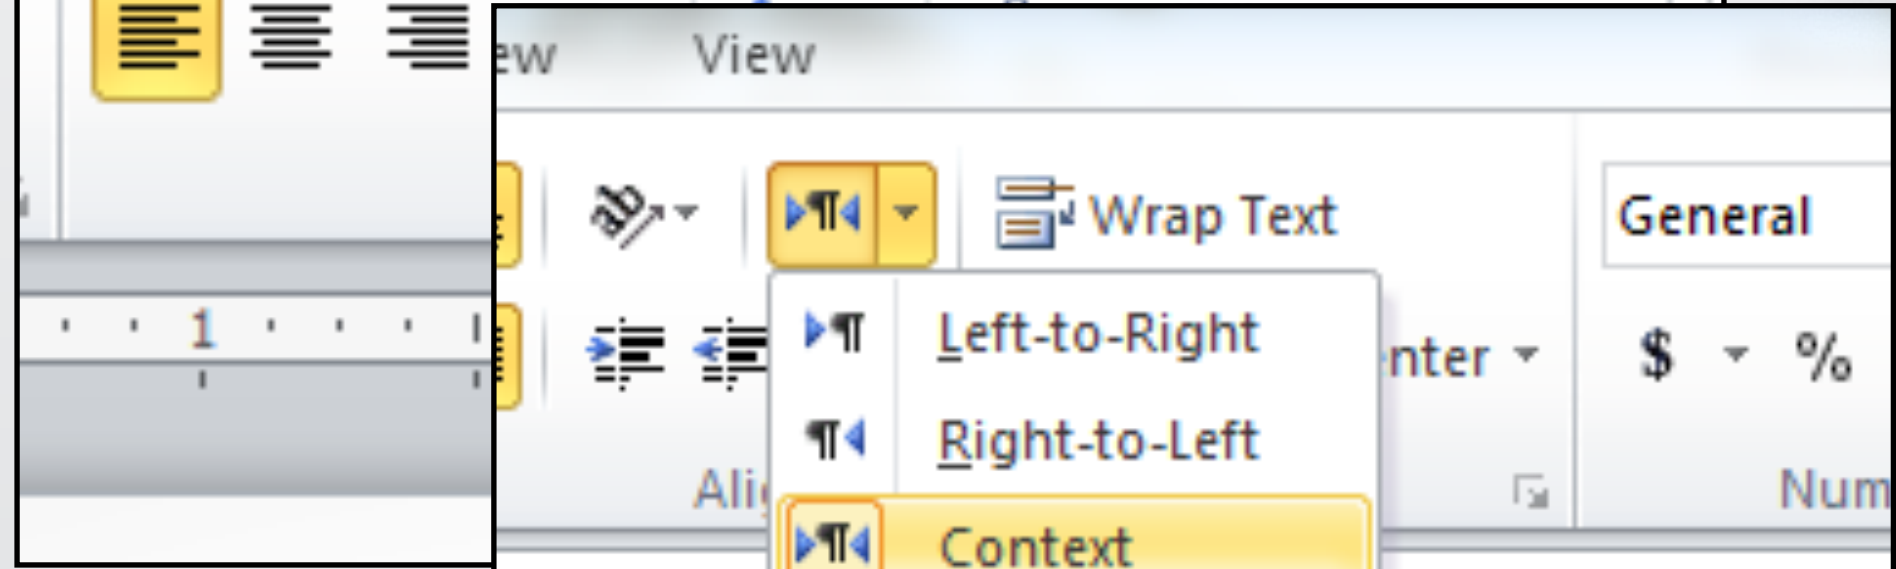 ew View
Wrap Text
General
1
Left-to-Right
nter
$ %
Right-to-Left
Ali
Num
Context